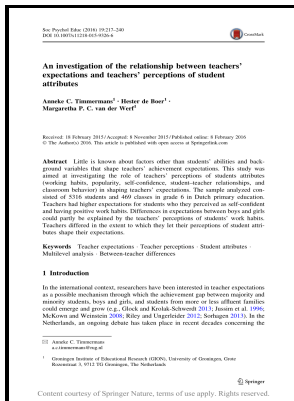 Soc Psychol Educ (2016) 19:217–240
DOI 10.1007/s11218-015-9326-6
CrossMark
An investigation of the relationship between teachers'
expectations and teachers' perceptions of student
attributes
Anneke C. Timmermans¹ · Hester de Boer¹ ·
Margaretha P. C. van der Werf¹
Received: 18 February 2015 / Accepted: 8 November 2015 / Published online: 8 February 2016
© The Author(s) 2016. This article is published with open access at Springerlink.com
Abstract Little is known about factors other than students' abilities and back-
ground variables that shape teachers' achievement expectations. This study was
aimed at investigating the role of teachers' perceptions of students' attributes
(working habits, popularity, self-confidence, student–teacher relationships, and
classroom behavior) in shaping teachers' expectations. The sample analyzed con-
sisted of 5316 students and 469 classes in grade 6 in Dutch primary education.
Teachers had higher expectations for students who they perceived as self-confident
and having positive work habits. Differences in expectations between boys and girls
could partly be explained by the teachers' perceptions of students' work habits.
Teachers differed in the extent to which they let their perceptions of student attri-
butes shape their expectations.
Keywords Teacher expectations · Teacher perceptions · Student attributes ·
Multilevel analysis · Between-teacher differences
1 Introduction
In the international context, researchers have been interested in teacher expectations
as a possible mechanism through which the achievement gap between majority and
minority students, boys and girls, and students from more or less affluent families
could emerge and grow (e.g., Glock and Krolak-Schwerdt 2013; Jussim et al. 1996;
McKown and Weinstein 2008; Riley and Ungerleider 2012; Sorhagen 2013). In the
Netherlands, an ongoing debate has taken place in recent decades concerning the
✉ Anneke C. Timmermans
a.c.timmermans@rug.nl
¹ Groningen Institute of Educational Research (GION), University of Groningen, Grote
Rozenstraat 3, 9712 TG Groningen, The Netherlands
Springer
Content courtesy of Springer Nature, terms of use apply. Rights reserved.